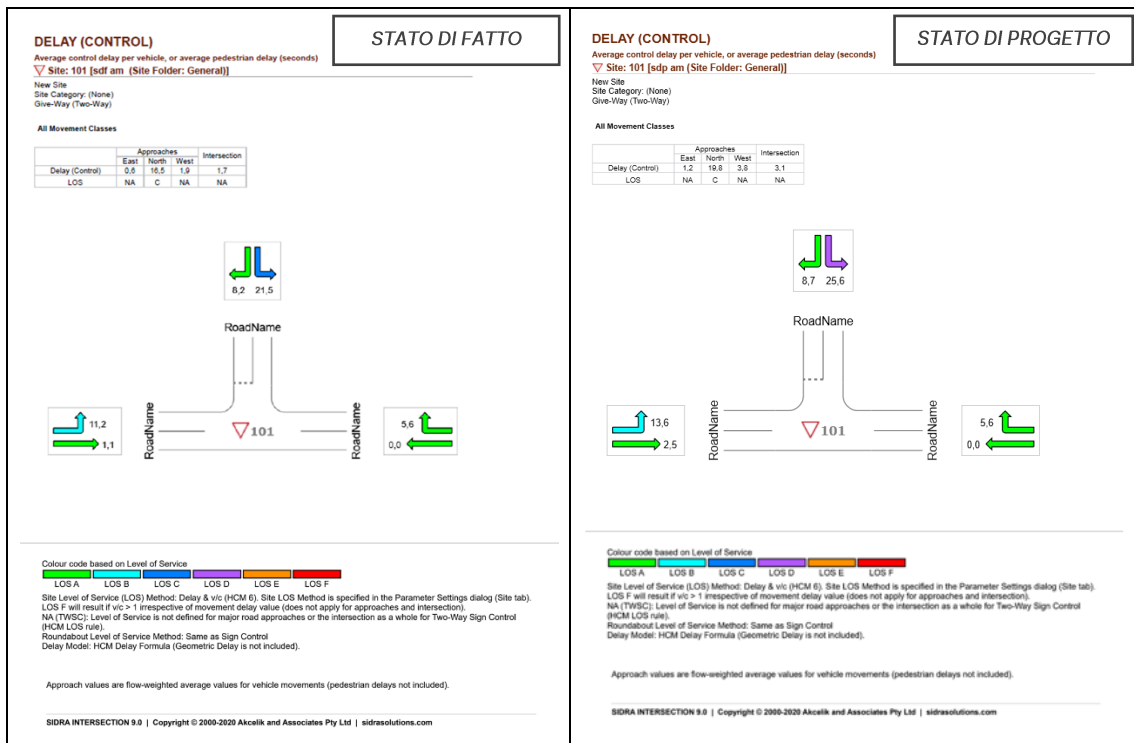 STATO DI FATTO
DELAY (CONTROL)
Average control delay per vehicle, or average pedestrian delay (seconds)
Site: 101 [sdf am (Site Folder: General)]
New Site
Site Category: (None)
Give-Way (Two-Way)
All Movement Classes
Approaches Intersection
East North West
Delay (Control) 0,6 16,5 1,9 1,7
LOS NA C NA NA
8,2 21,5
RoadName
RoadName
11,2
1,1
101
RoadName
5,6
0,0
Colour code based on Level of Service
LOS A LOS B LOS C LOS D LOS E LOS F
Site Level of Service (LOS) Method: Delay & v/c (HCM 6). Site LOS Method is specified in the Parameter Settings dialog (Site tab).
LOS F will result if v/c > 1 irrespective of movement delay value (does not apply for approaches and intersection).
NA (TWSC): Level of Service is not defined for major road approaches or the intersection as a whole for Two-Way Sign Control
(HCM LOS rule).
Roundabout Level of Service Method: Same as Sign Control
Delay Model: HCM Delay Formula (Geometric Delay is not included).
Approach values are flow-weighted average values for vehicle movements (pedestrian delays not included).
SIDRA INTERSECTION 9.0 | Copyright © 2000-2020 Akcelik and Associates Pty Ltd | sidrasolutions.com
STATO DI PROGETTO
DELAY (CONTROL)
Average control delay per vehicle, or average pedestrian delay (seconds)
Site: 101 [sdp am (Site Folder: General)]
New Site
Site Category: (None)
Give-Way (Two-Way)
All Movement Classes
Approaches Intersection
East North West
Delay (Control) 1,2 19,8 3,8 3,1
LOS NA C NA NA
8,7 25,6
RoadName
RoadName
13,6
2,5
101
RoadName
5,6
0,0
Colour code based on Level of Service
LOS A LOS B LOS C LOS D LOS E LOS F
Site Level of Service (LOS) Method: Delay & v/c (HCM 6). Site LOS Method is specified in the Parameter Settings dialog (Site tab).
LOS F will result if v/c > 1 irrespective of movement delay value (does not apply for approaches and intersection).
NA (TWSC): Level of Service is not defined for major road approaches or the intersection as a whole for Two-Way Sign Control
(HCM LOS rule).
Roundabout Level of Service Method: Same as Sign Control
Delay Model: HCM Delay Formula (Geometric Delay is not included).
Approach values are flow-weighted average values for vehicle movements (pedestrian delays not included).
SIDRA INTERSECTION 9.0 | Copyright © 2000-2020 Akcelik and Associates Pty Ltd | sidrasolutions.com